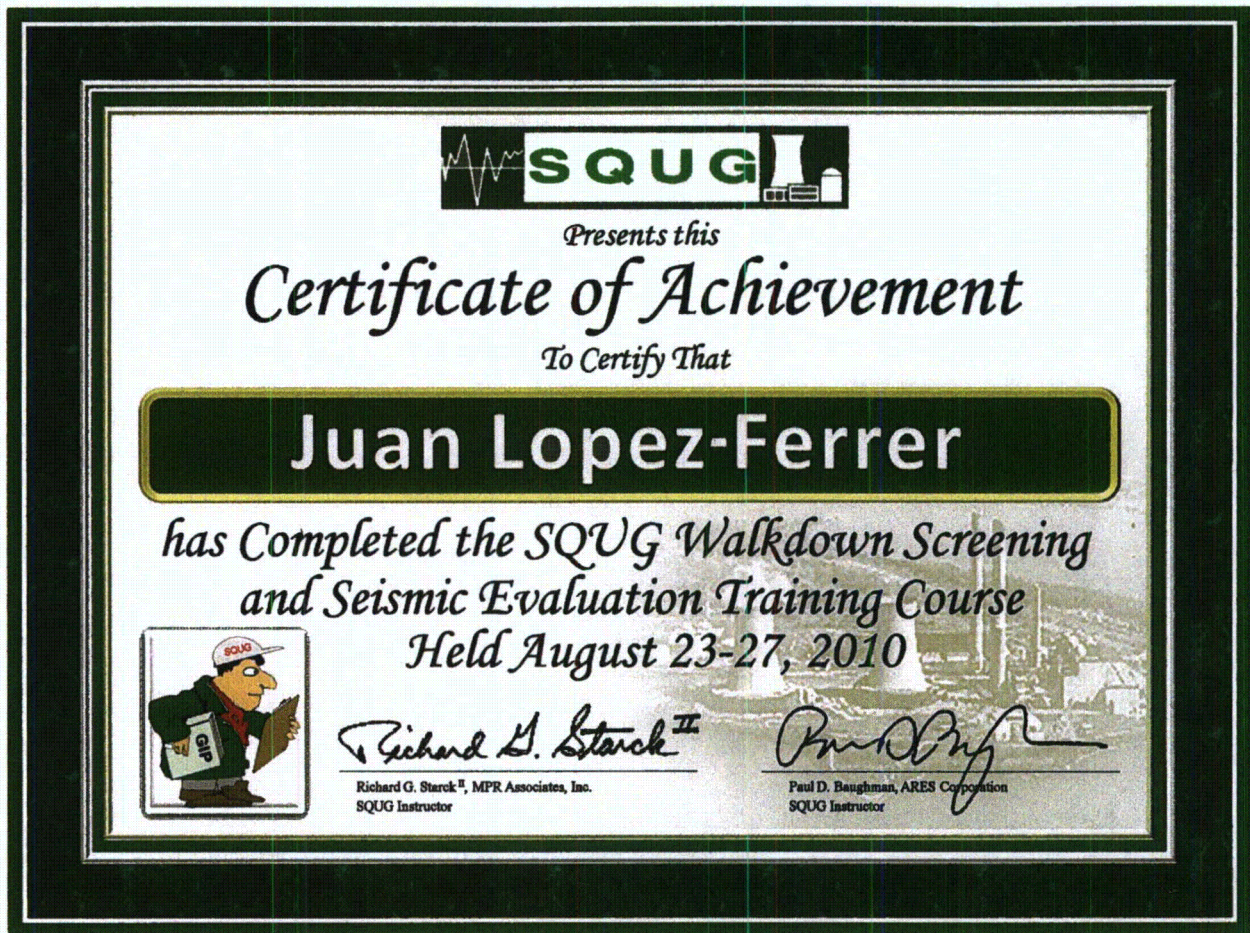 SQUG
Presents this
Certificate of Achievement
To Certify That
Juan Lopez-Ferrer
has Completed the SQUG Walkdown Screening
and Seismic Evaluation Training Course
Held August 23-27, 2010
SQUG
GIP
Richard G. Starck II
Richard G. Starck II, MPR Associates, Inc.
SQUG Instructor
Paul D. Baughman, ARES Corporation
SQUG Instructor